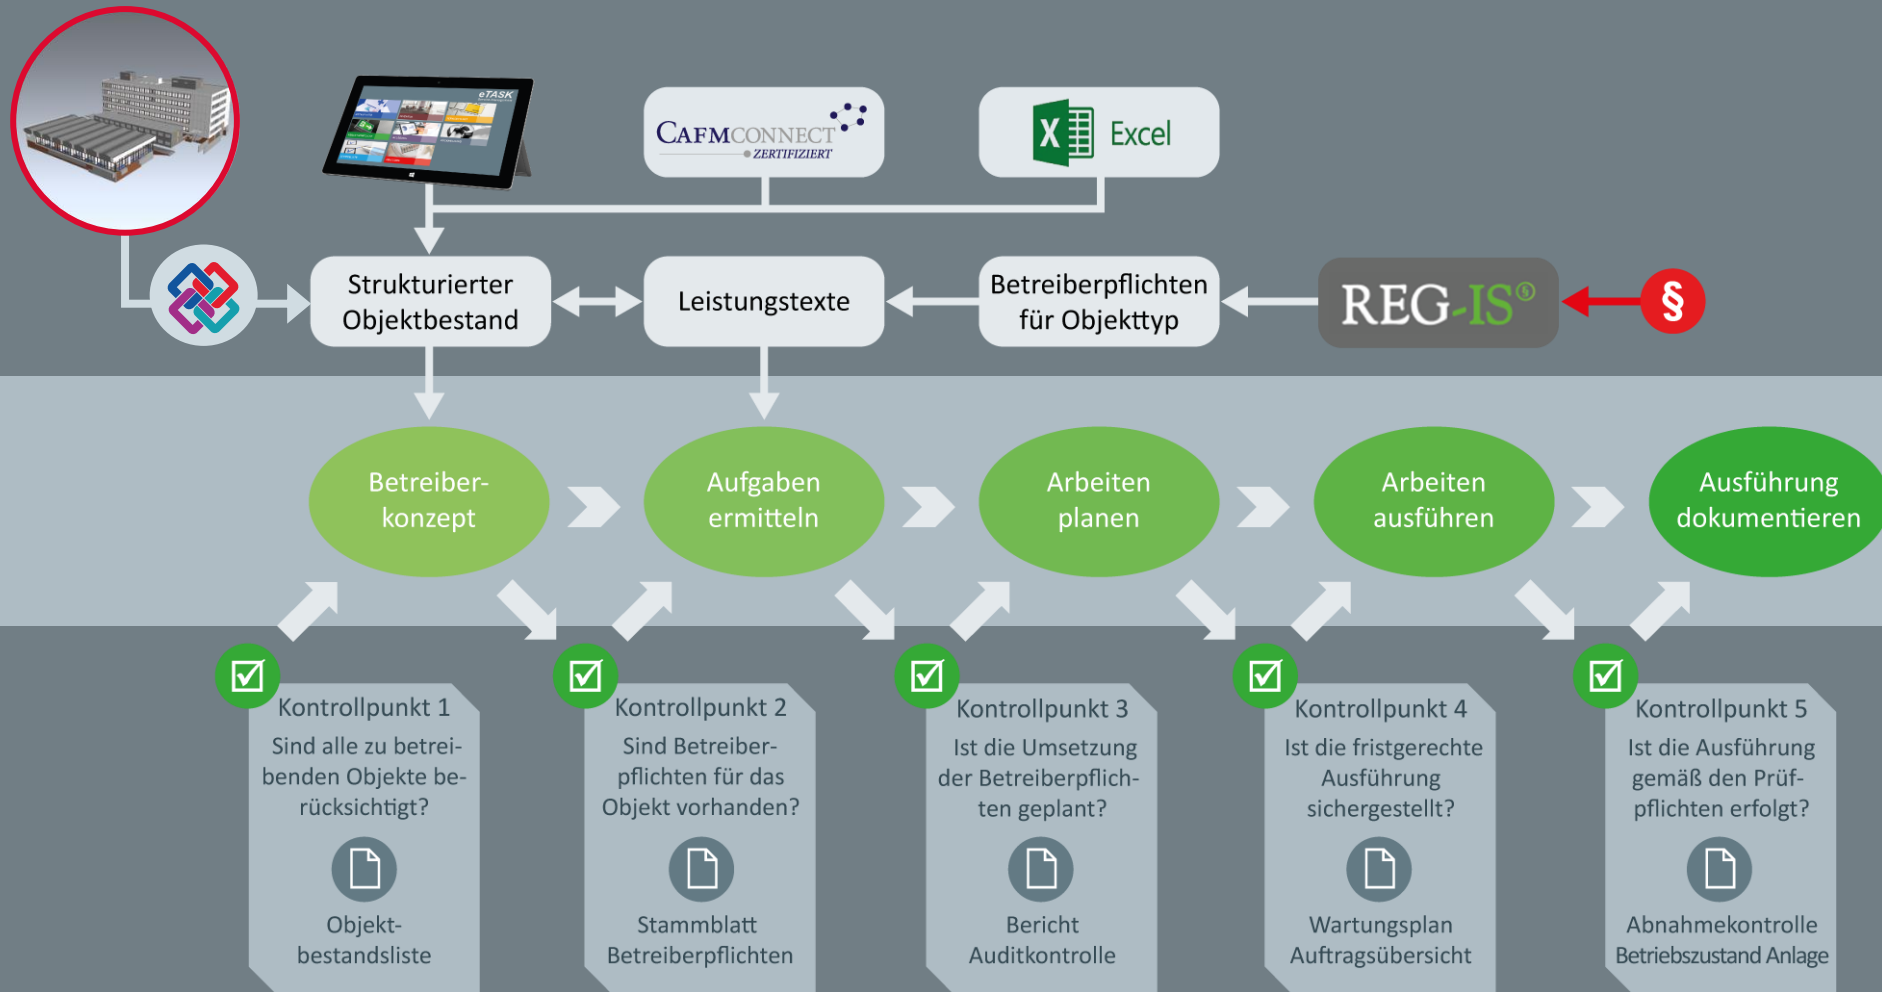 eTASK
CAFMCONNECT
ZERTIFIZIERT
X
Excel
Strukturierter
Objektbestand
Leistungstexte
Betreiberpflichten
für Objekttyp
REG-IS§
§
Betreiber-
konzept
Aufgaben
ermitteln
Arbeiten
planen
Arbeiten
ausführen
Ausführung
dokumentieren
Kontrollpunkt 1
Sind alle zu betrei-
benden Objekte be-
rücksichtigt?
Objekt-
bestandsliste
Kontrollpunkt 2
Sind Betreiber-
pflichten für das
Objekt vorhanden?
Stammblatt
Betreiberpflichten
Kontrollpunkt 3
Ist die Umsetzung
der Betreiberpflich-
ten geplant?
Bericht
Auditkontrolle
Kontrollpunkt 4
Ist die fristgerechte
Ausführung
sichergestellt?
Wartungsplan
Auftragsübersicht
Kontrollpunkt 5
Ist die Ausführung
gemäß den Prüf-
pflichten erfolgt?
Abnahmekontrolle
Betriebszustand Anlage